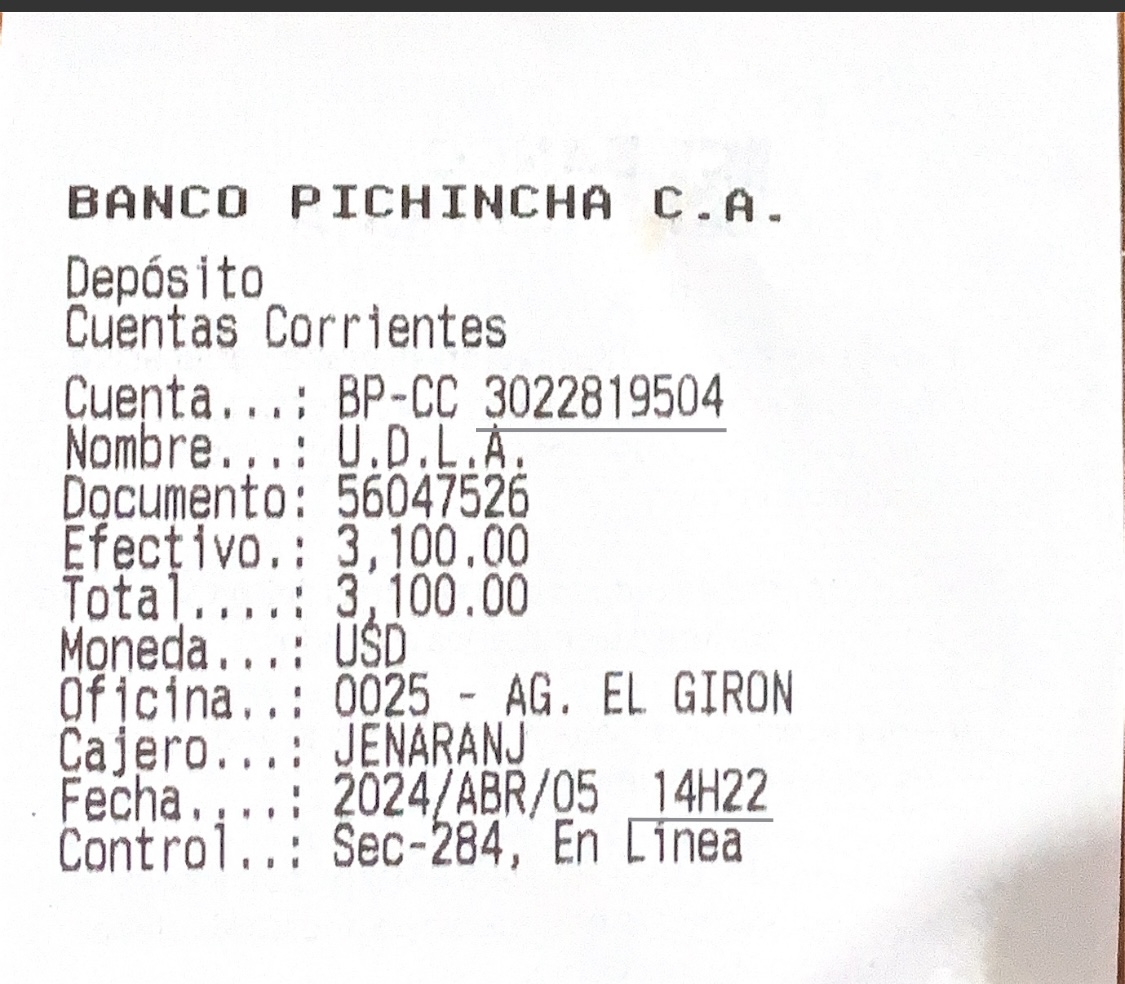 BANCO PICHINCHA C.A.
Depósito
Cuentas Corrientes
Cuenta...: BP-CC 3022819504
Nombre...: U.D.L.A.
Documento: 56047526
Efectivo.: 3,100.00
Total....: 3,100.00
Moneda...: USD
Oficina..: 0025 - AG. EL GIRON
Cajero...: JENARANJ
Fecha....: 2024/ABR/05 14H22
Control..: Sec-284, En Línea